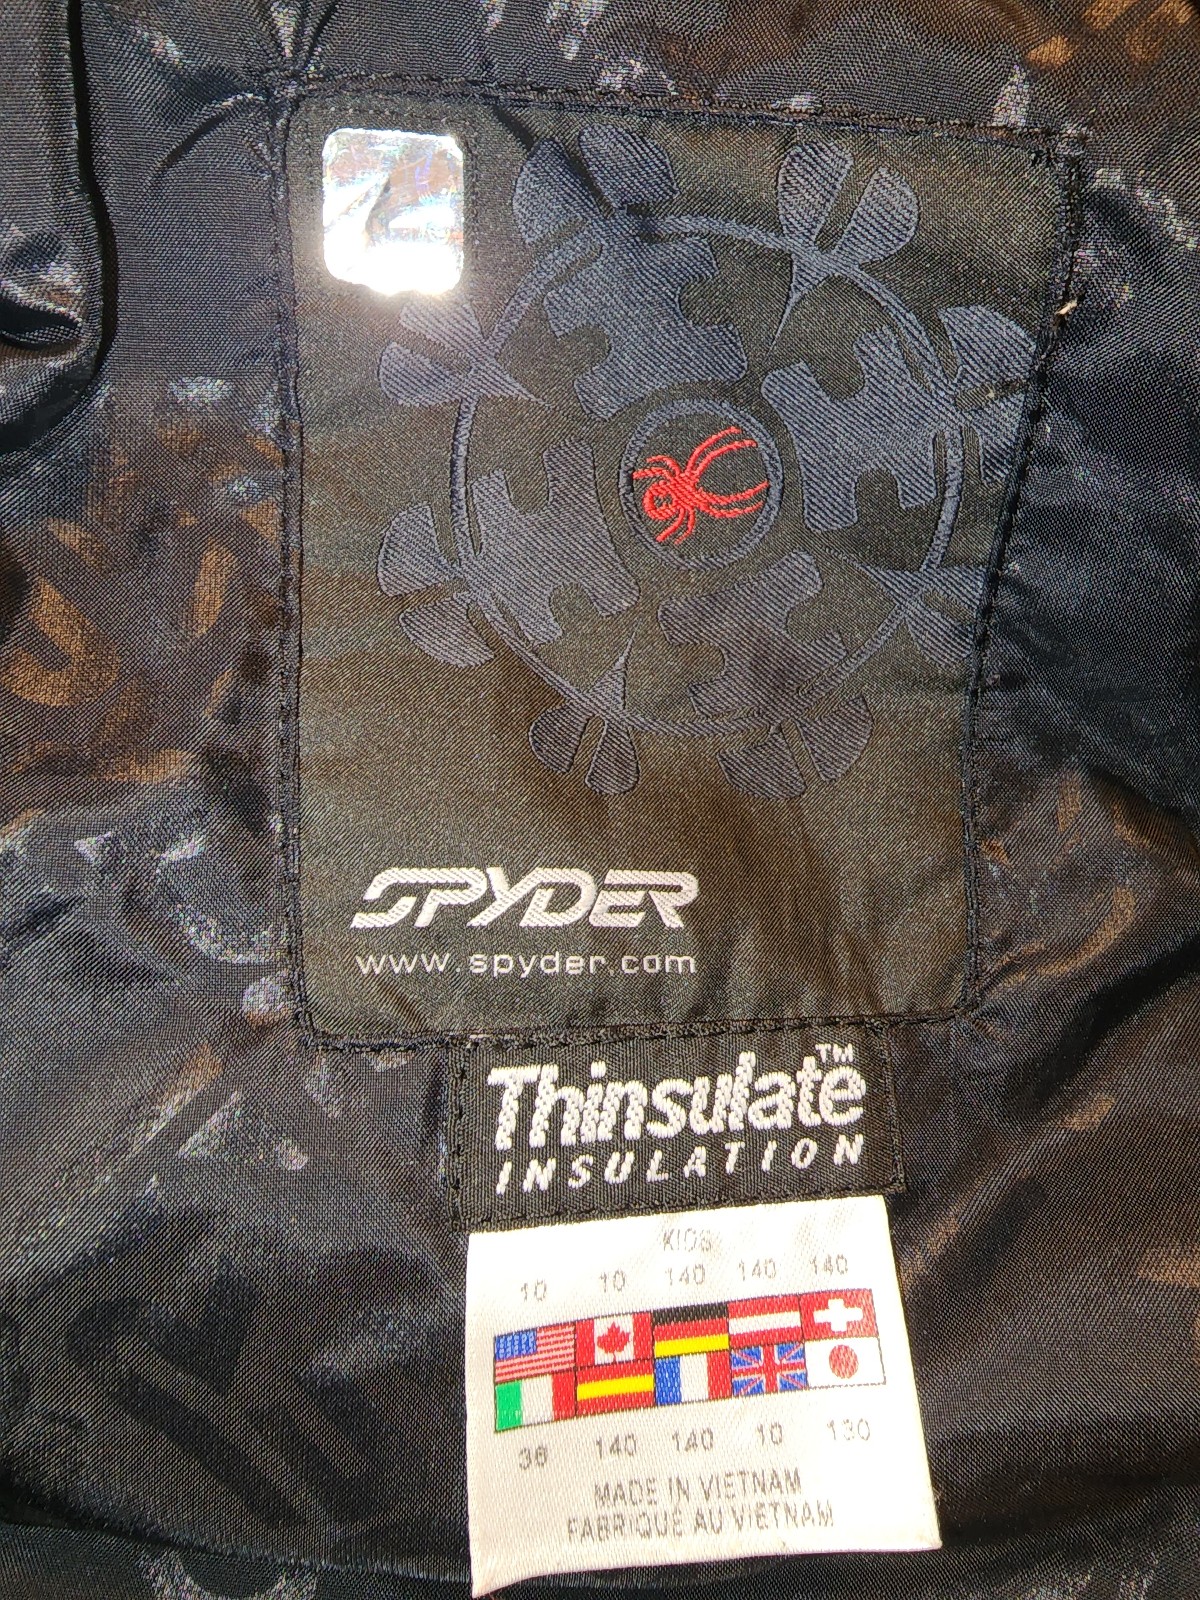 SPYDER
www.spyder.com
Thinsulate™
INSULATION
KIDS
10 10 140 140 140
36 140 140 10 130
MADE IN VIETNAM
FABRIQUE AU VIETNAM